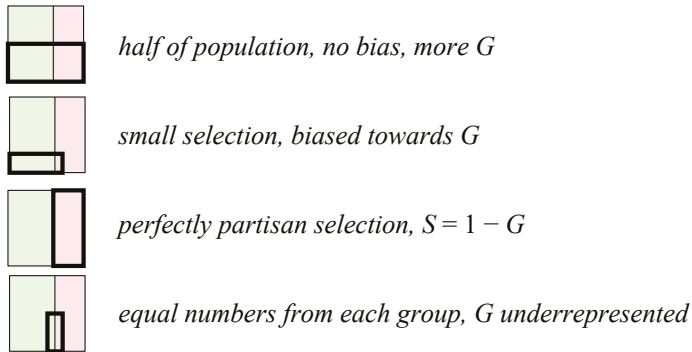 half of population, no bias, more G
small selection, biased towards G
perfectly partisan selection, S = 1 − G
equal numbers from each group, G underrepresented